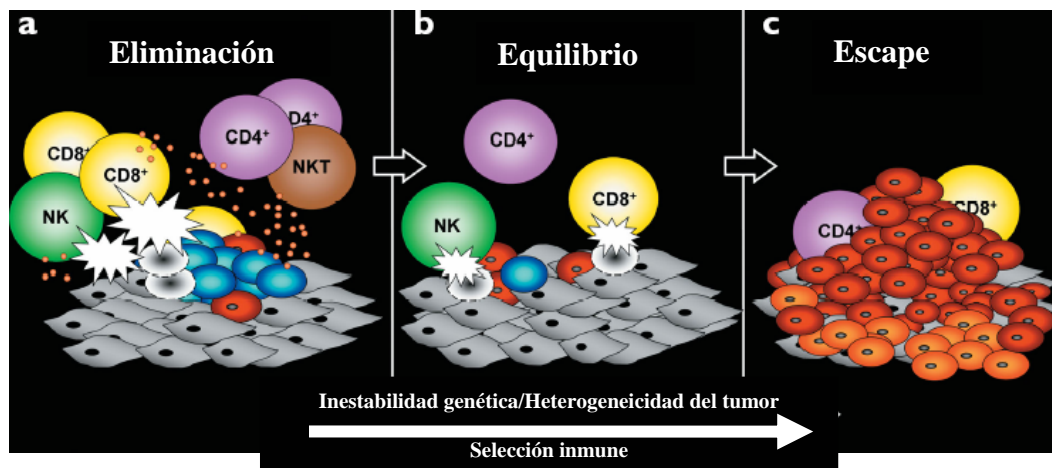 a
Eliminación
CD8⁺
CD8⁺
NK
CD4⁺
D4⁺
NKT
b
Equilibrio
CD4⁺
NK
CD8⁺
c
Escape
CD4⁺
CD8⁺
Inestabilidad genética/Heterogeneicidad del tumor
Selección inmune